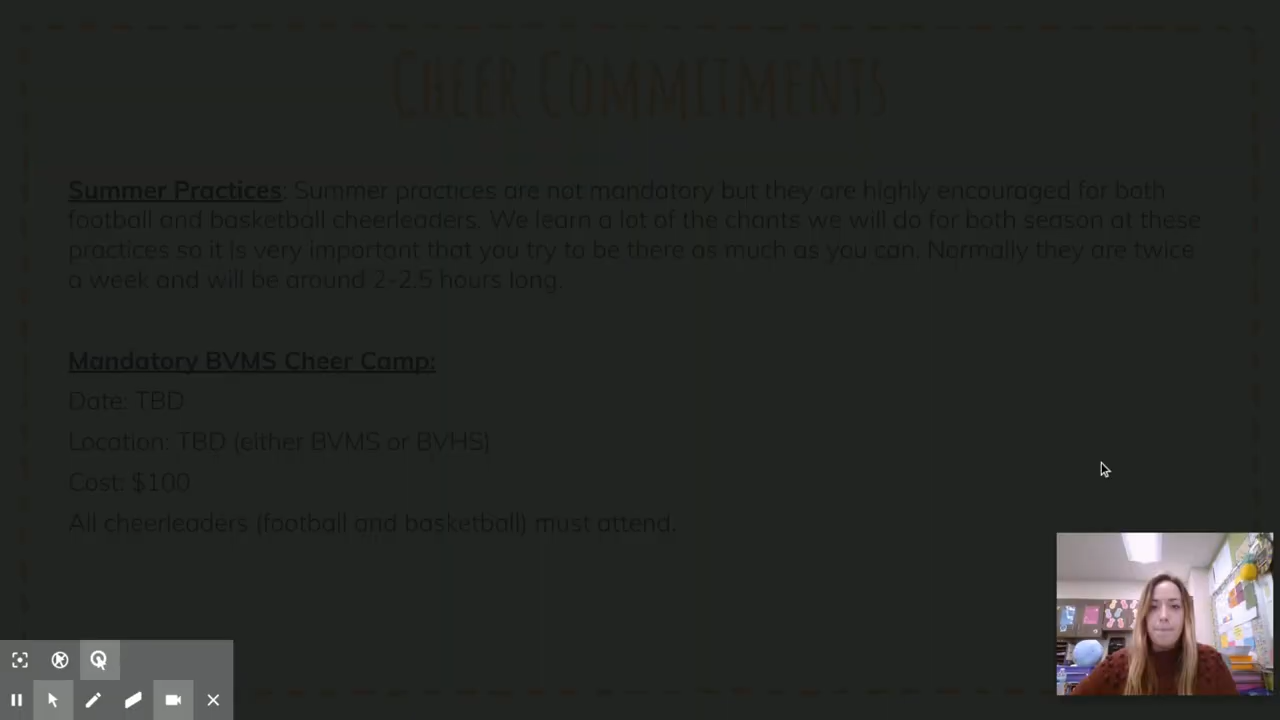 Cheer Commitments
Summer Practices: Summer practices are not mandatory but they are highly encouraged for both
football and basketball cheerleaders. We learn a lot of the chants we will do for both season at these
practices so it is very important that you try to be there as much as you can. Normally they are twice
a week and will be around 2-2.5 hours long.
Mandatory BVMS Cheer Camp:
Date: TBD
Location: TBD (either BVMS or BVHS)
Cost: $100
All cheerleaders (football and basketball) must attend.